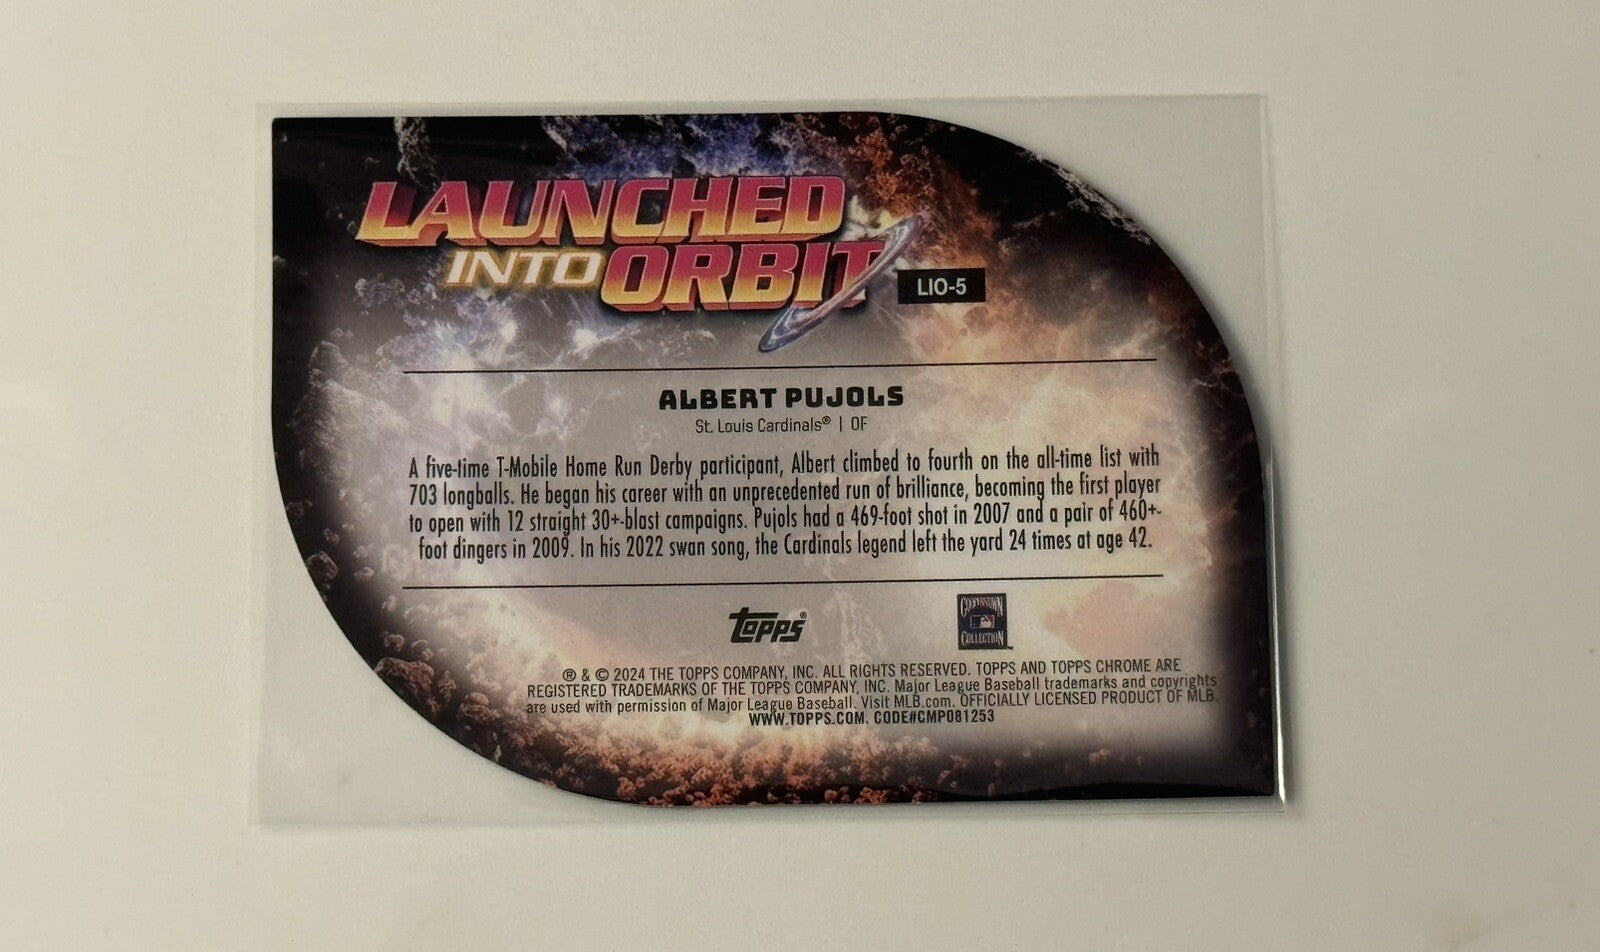 LAUNCHED
INTO ORBIT
LIO-5
ALBERT PUJOLS
St. Louis Cardinals® | OF
A five-time T-Mobile Home Run Derby participant, Albert climbed to fourth on the all-time list with
703 longballs. He began his career with an unprecedented run of brilliance, becoming the first player
to open with 12 straight 30+-blast campaigns. Pujols had a 469-foot shot in 2007 and a pair of 460+-
foot dingers in 2009. In his 2022 swan song, the Cardinals legend left the yard 24 times at age 42.
Topps®
COOPERSTOWN
COLLECTION™
® & © 2024 THE TOPPS COMPANY, INC. ALL RIGHTS RESERVED. TOPPS AND TOPPS CHROME ARE
REGISTERED TRADEMARKS OF THE TOPPS COMPANY, INC. Major League Baseball trademarks and copyrights
are used with permission of Major League Baseball. Visit MLB.com. OFFICIALLY LICENSED PRODUCT OF MLB.
WWW.TOPPS.COM. CODE#CMP081253